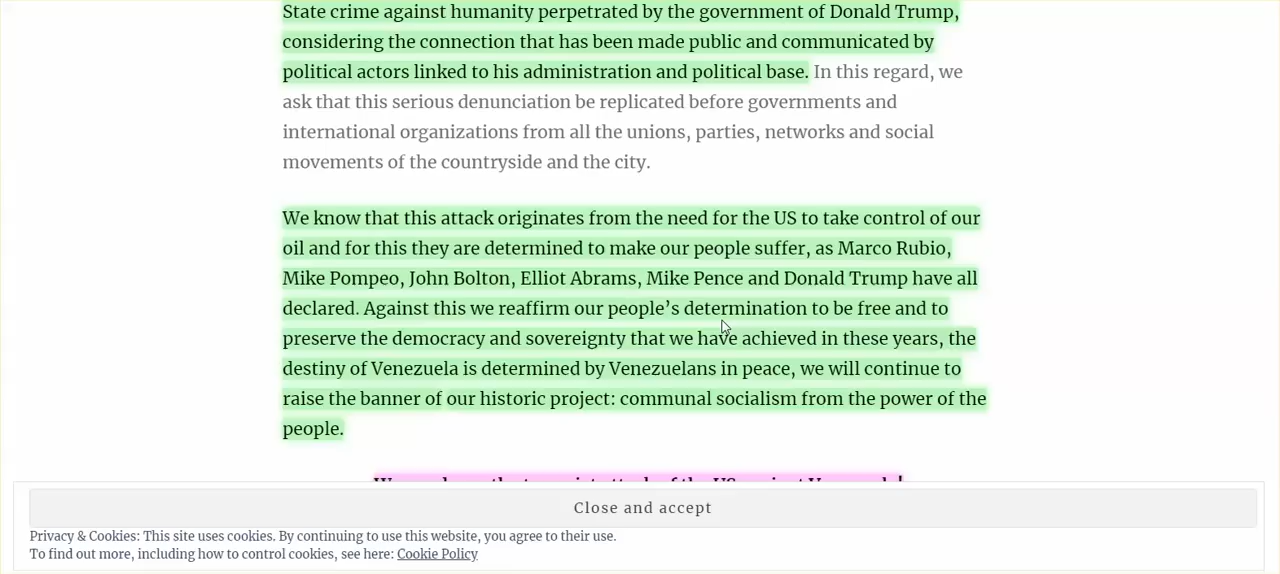 State crime against humanity perpetrated by the government of Donald Trump,
considering the connection that has been made public and communicated by
political actors linked to his administration and political base. In this regard, we
ask that this serious denunciation be replicated before governments and
international organizations from all the unions, parties, networks and social
movements of the countryside and the city.
We know that this attack originates from the need for the US to take control of our
oil and for this they are determined to make our people suffer, as Marco Rubio,
Mike Pompeo, John Bolton, Elliot Abrams, Mike Pence and Donald Trump have all
declared. Against this we reaffirm our people’s determination to be free and to
preserve the democracy and sovereignty that we have achieved in these years, the
destiny of Venezuela is determined by Venezuelans in peace, we will continue to
raise the banner of our historic project: communal socialism from the power of the
people.
Close and accept
Privacy & Cookies: This site uses cookies. By continuing to use this website, you agree to their use.
To find out more, including how to control cookies, see here: Cookie Policy